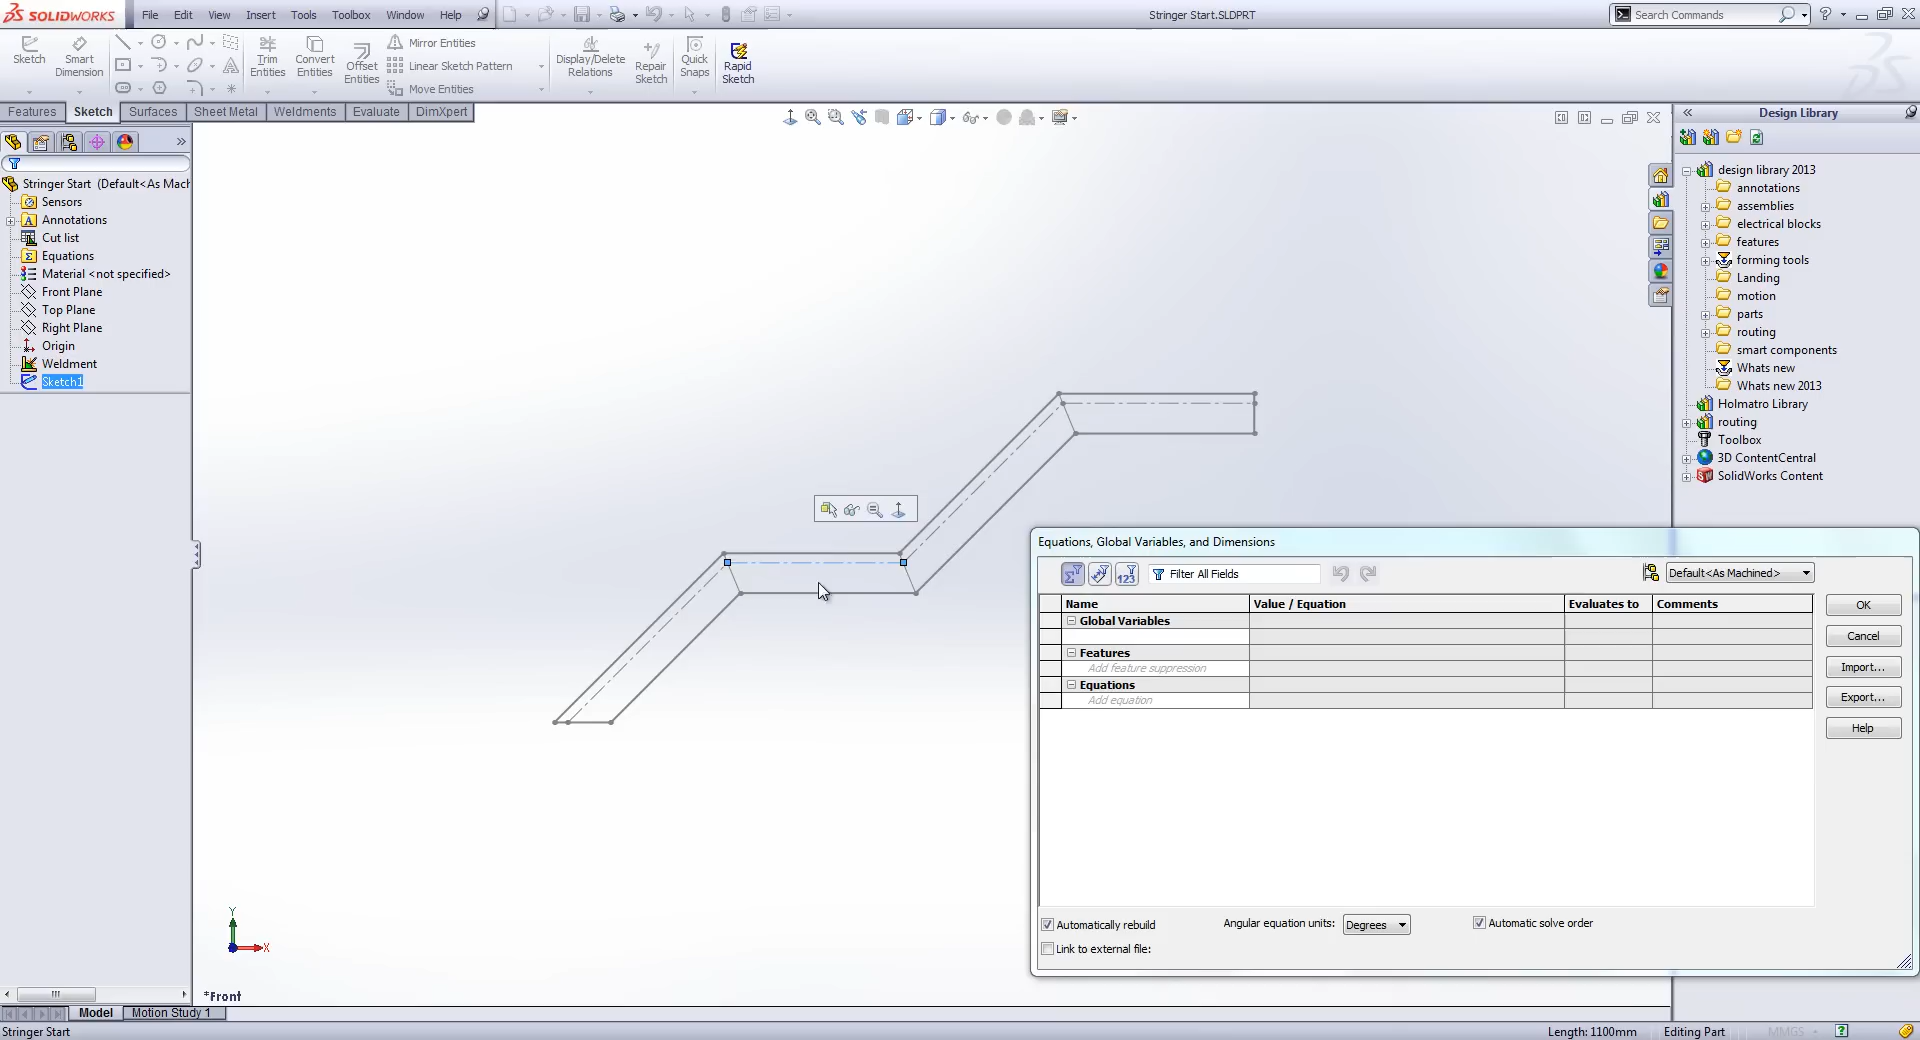 SOLIDWORKS File Edit View Insert Tools Toolbox Window Help Stringer Start.SLDPRT Search Commands ?
Sketch Smart Dimension Trim Entities Convert Entities Offset Entities Mirror Entities Linear Sketch Pattern Move Entities Display/Delete Relations Repair Sketch Quick Snaps Rapid Sketch
Features Sketch Surfaces Sheet Metal Weldments Evaluate DimXpert
Design Library
Stringer Start (Default<As Mach
Sensors
Annotations
Cut list
Equations
Material <not specified>
Front Plane
Top Plane
Right Plane
Origin
Weldment
Sketch1
design library 2013
annotations
assemblies
electrical blocks
features
forming tools
Landing
motion
parts
routing
smart components
Whats new
Whats new 2013
Holmatro Library
routing
Toolbox
3D ContentCentral
SolidWorks Content
Equations, Global Variables, and Dimensions
Filter All Fields Default<As Machined>
Name Value / Equation Evaluates to Comments
Global Variables
Features
Add feature suppression
Equations
Add equation
OK
Cancel
Import...
Export...
Help
Automatically rebuild Angular equation units: Degrees Automatic solve order
Link to external file:
Y
X
*Front
Model Motion Study 1
Stringer Start Length: 1100mm Editing Part MMGS ?